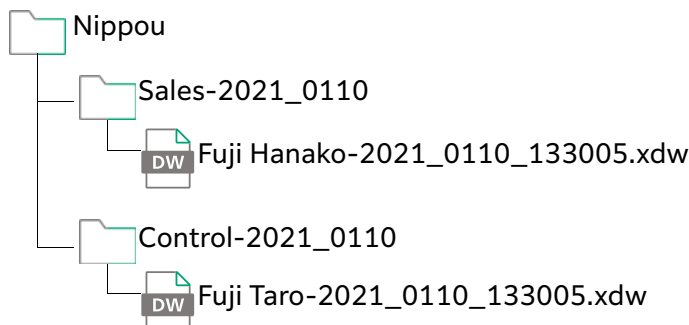 Nippou
Sales-2021_0110
DW Fuji Hanako-2021_0110_133005.xdw
Control-2021_0110
DW Fuji Taro-2021_0110_133005.xdw